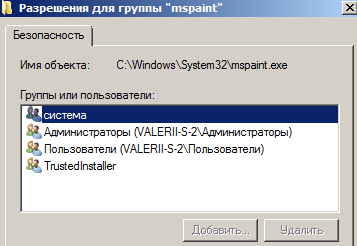 Разрешения для группы "mspaint"
Безопасность
Имя объекта: C:\Windows\System32\mspaint.exe
Группы или пользователи:
система
Администраторы (VALERII-S-2\Администраторы)
Пользователи (VALERII-S-2\Пользователи)
TrustedInstaller
Добавить... Удалить